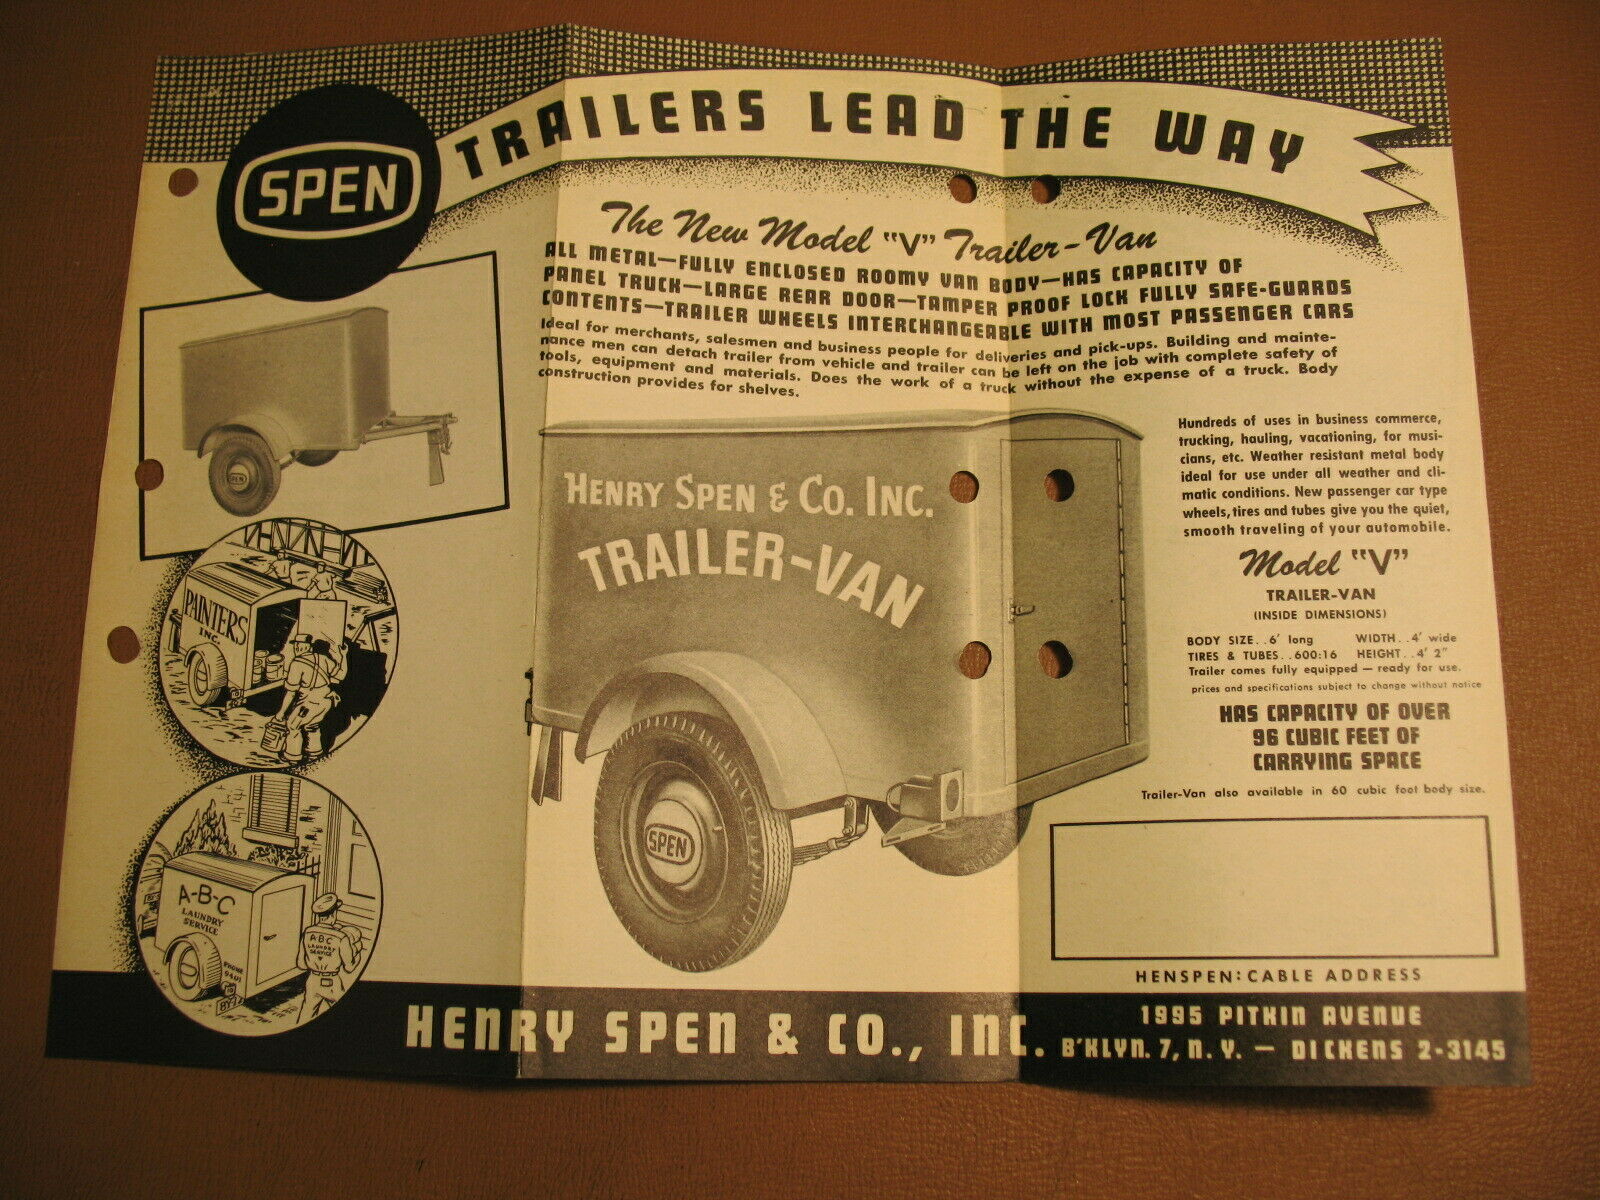 SPEN
TRAILERS LEAD THE WAY
The New Model "V" Trailer-Van
ALL METAL—FULLY ENCLOSED ROOMY VAN BODY—HAS CAPACITY OF
PANEL TRUCK—LARGE REAR DOOR—TAMPER PROOF LOCK FULLY SAFE-GUARDS
CONTENTS—TRAILER WHEELS INTERCHANGEABLE WITH MOST PASSENGER CARS
Ideal for merchants, salesmen and business people for deliveries and pick-ups. Building and mainte-
nance men can detach trailer from vehicle and trailer can be left on the job with complete safety of
tools, equipment and materials. Does the work of a truck without the expense of a truck. Body
construction provides for shelves.
SPEN
PAINTERS
INC.
A-B-C
LAUNDRY
SERVICE
PHONE
9401
ABC
LAUNDRY
SERVICE
HENRY SPEN & CO. INC.
TRAILER-VAN
SPEN
Hundreds of uses in business commerce,
trucking, hauling, vacationing, for musi-
cians, etc. Weather resistant metal body
ideal for use under all weather and cli-
matic conditions. New passenger car type
wheels, tires and tubes give you the quiet,
smooth traveling of your automobile.
Model "V"
TRAILER-VAN
(INSIDE DIMENSIONS)
BODY SIZE..6' long WIDTH..4' wide
TIRES & TUBES..600:16 HEIGHT..4' 2"
Trailer comes fully equipped — ready for use.
prices and specifications subject to change without notice
HAS CAPACITY OF OVER
96 CUBIC FEET OF
CARRYING SPACE
Trailer-Van also available in 60 cubic foot body size.
HENSPEN: CABLE ADDRESS
HENRY SPEN & CO., INC.
1995 PITKIN AVENUE
B'KLYN. 7, N. Y. — DICKENS 2-3145